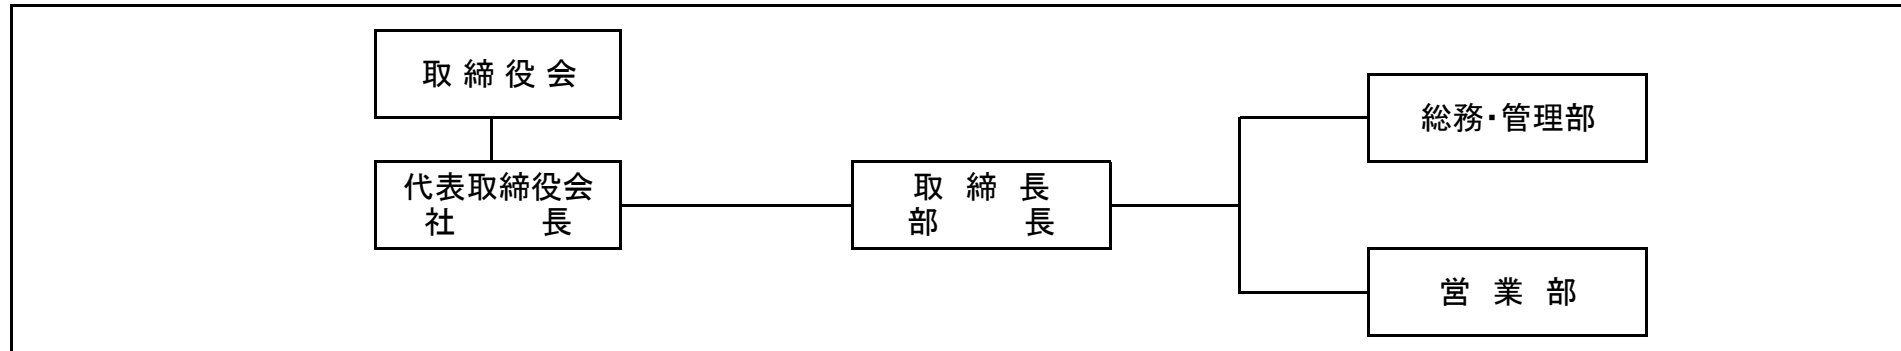 取締役会
代表取締役会
社長
取締長
部長
総務・管理部
営業部